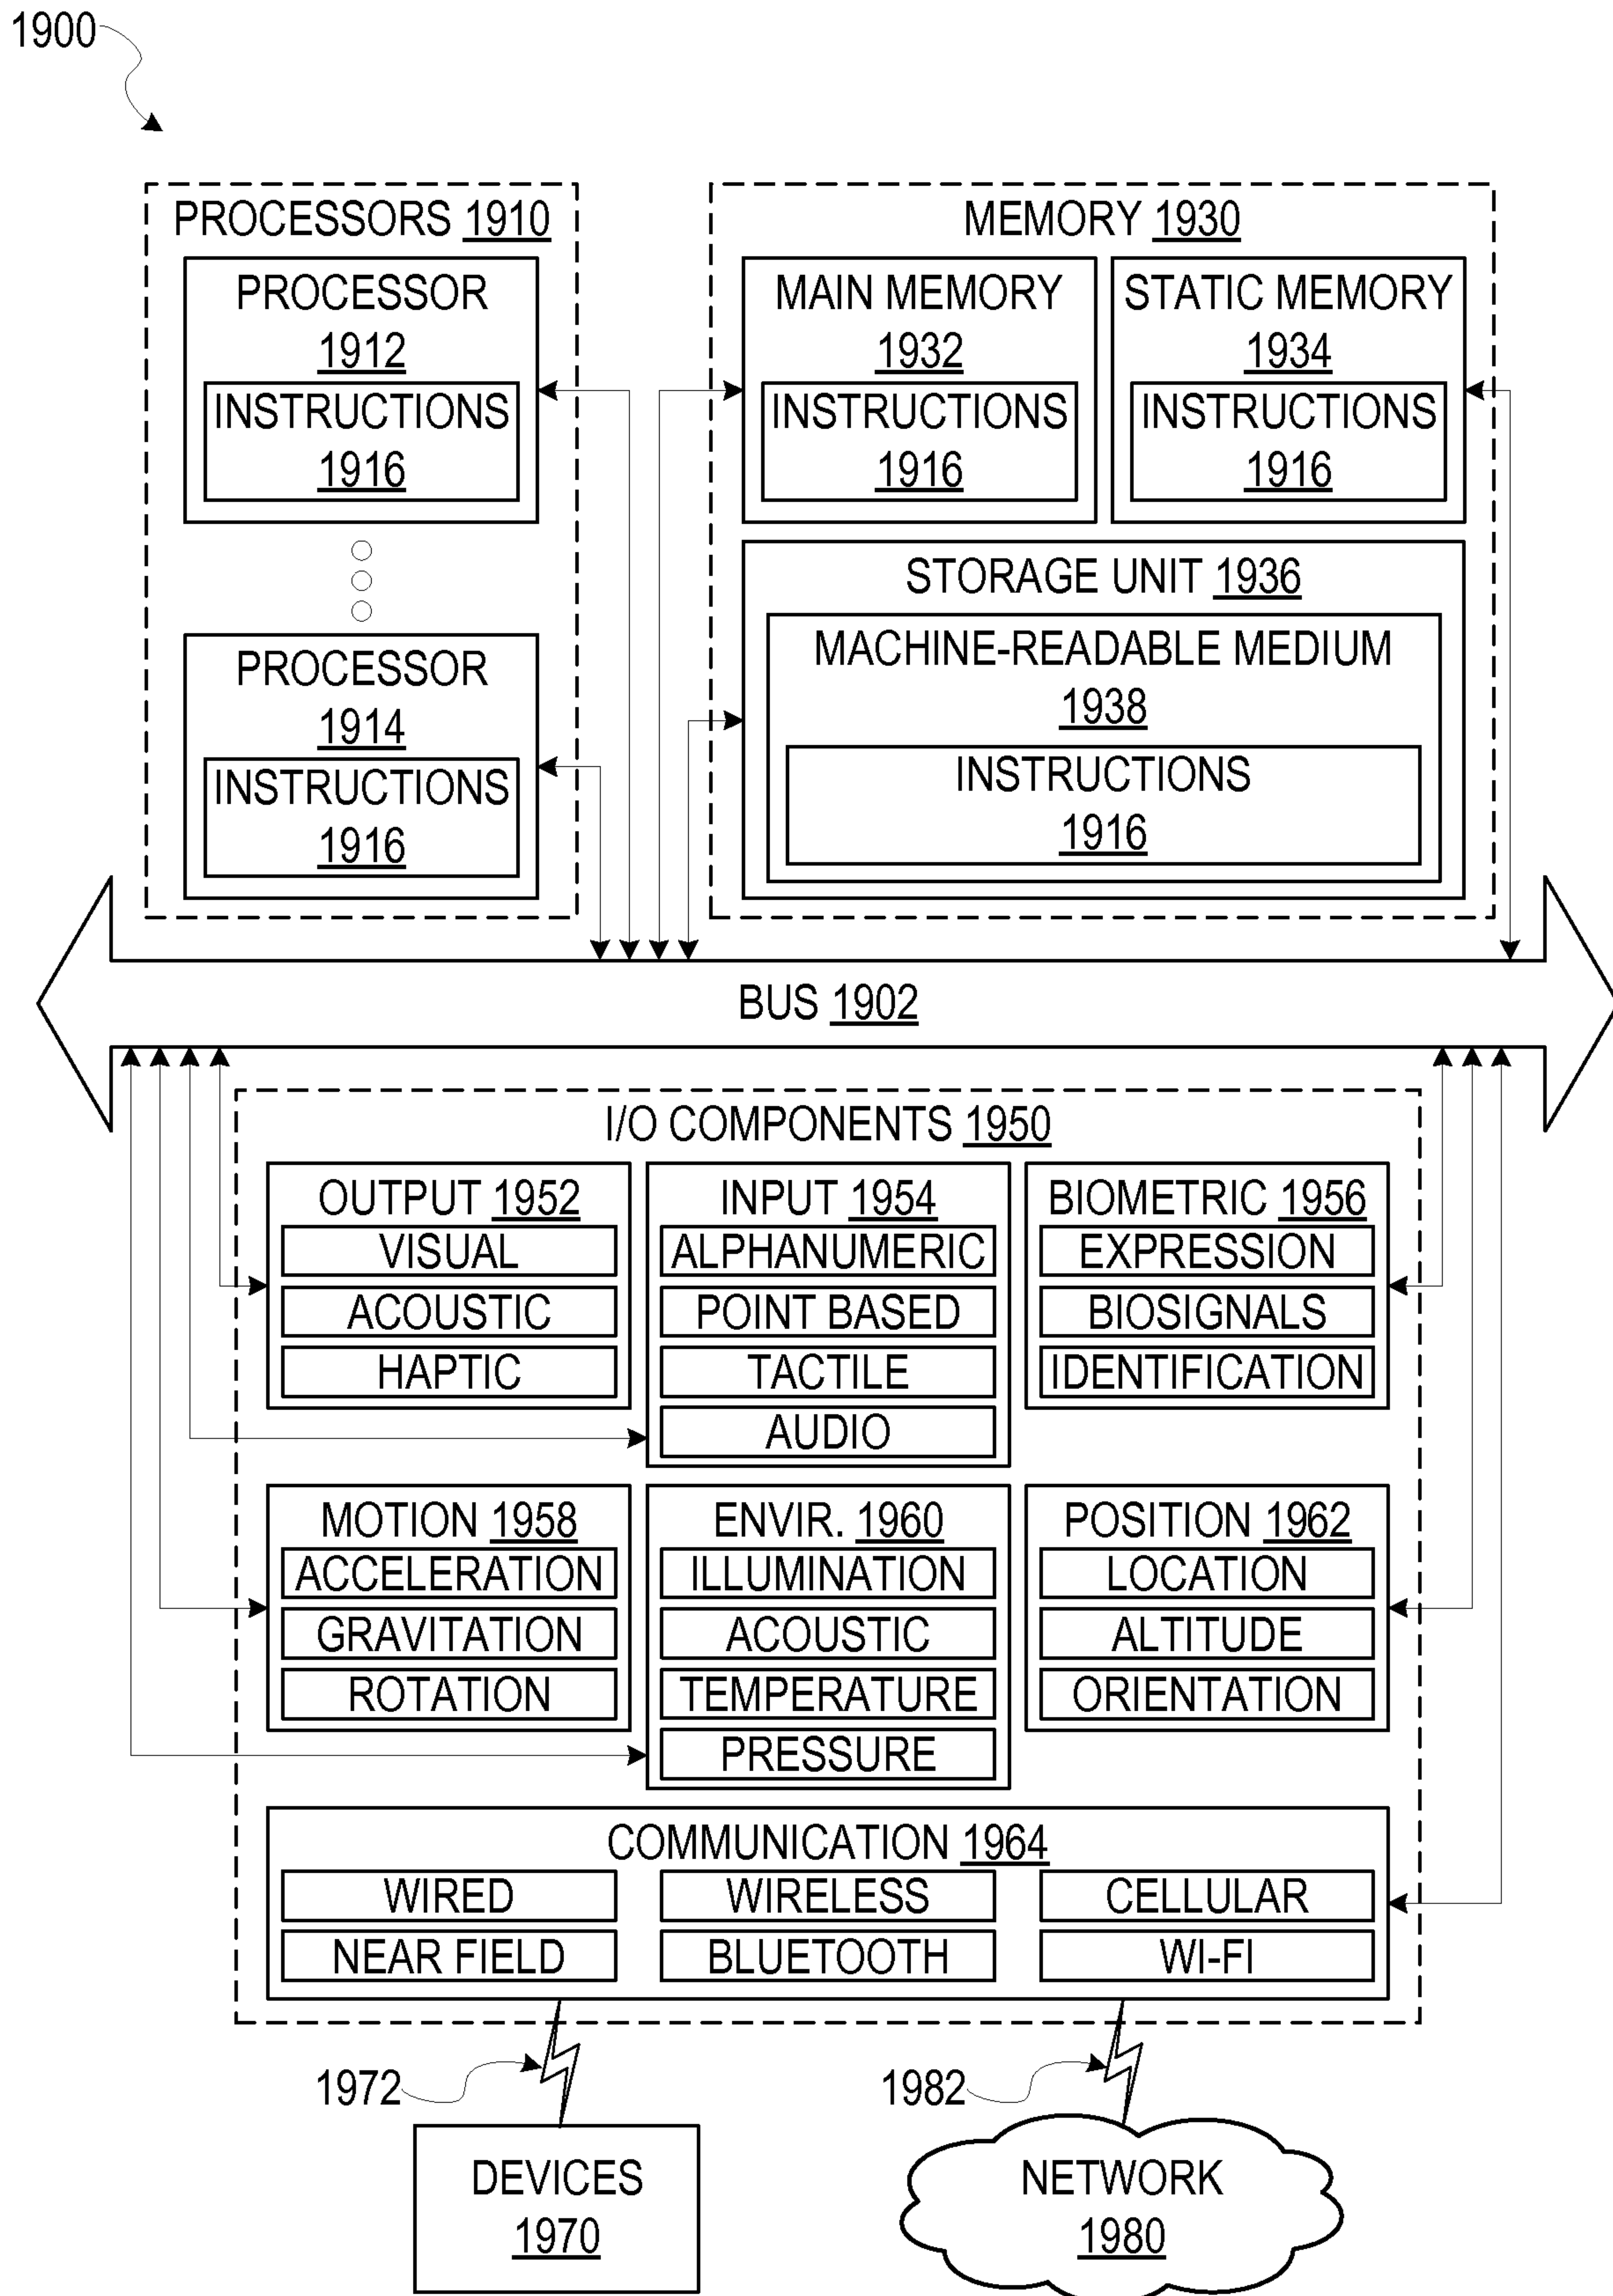 1900
PROCESSORS 1910
PROCESSOR
1912
INSTRUCTIONS
1916
PROCESSOR
1914
INSTRUCTIONS
1916
MEMORY 1930
MAIN MEMORY
1932
INSTRUCTIONS
1916
STATIC MEMORY
1934
INSTRUCTIONS
1916
STORAGE UNIT 1936
MACHINE-READABLE MEDIUM
1938
INSTRUCTIONS
1916
BUS 1902
I/O COMPONENTS 1950
OUTPUT 1952
VISUAL
ACOUSTIC
HAPTIC
INPUT 1954
ALPHANUMERIC
POINT BASED
TACTILE
AUDIO
BIOMETRIC 1956
EXPRESSION
BIOSIGNALS
IDENTIFICATION
MOTION 1958
ACCELERATION
GRAVITATION
ROTATION
ENVIR. 1960
ILLUMINATION
ACOUSTIC
TEMPERATURE
PRESSURE
POSITION 1962
LOCATION
ALTITUDE
ORIENTATION
COMMUNICATION 1964
WIRED
WIRELESS
CELLULAR
NEAR FIELD
BLUETOOTH
WI-FI
1972
1982
DEVICES
1970
NETWORK
1980